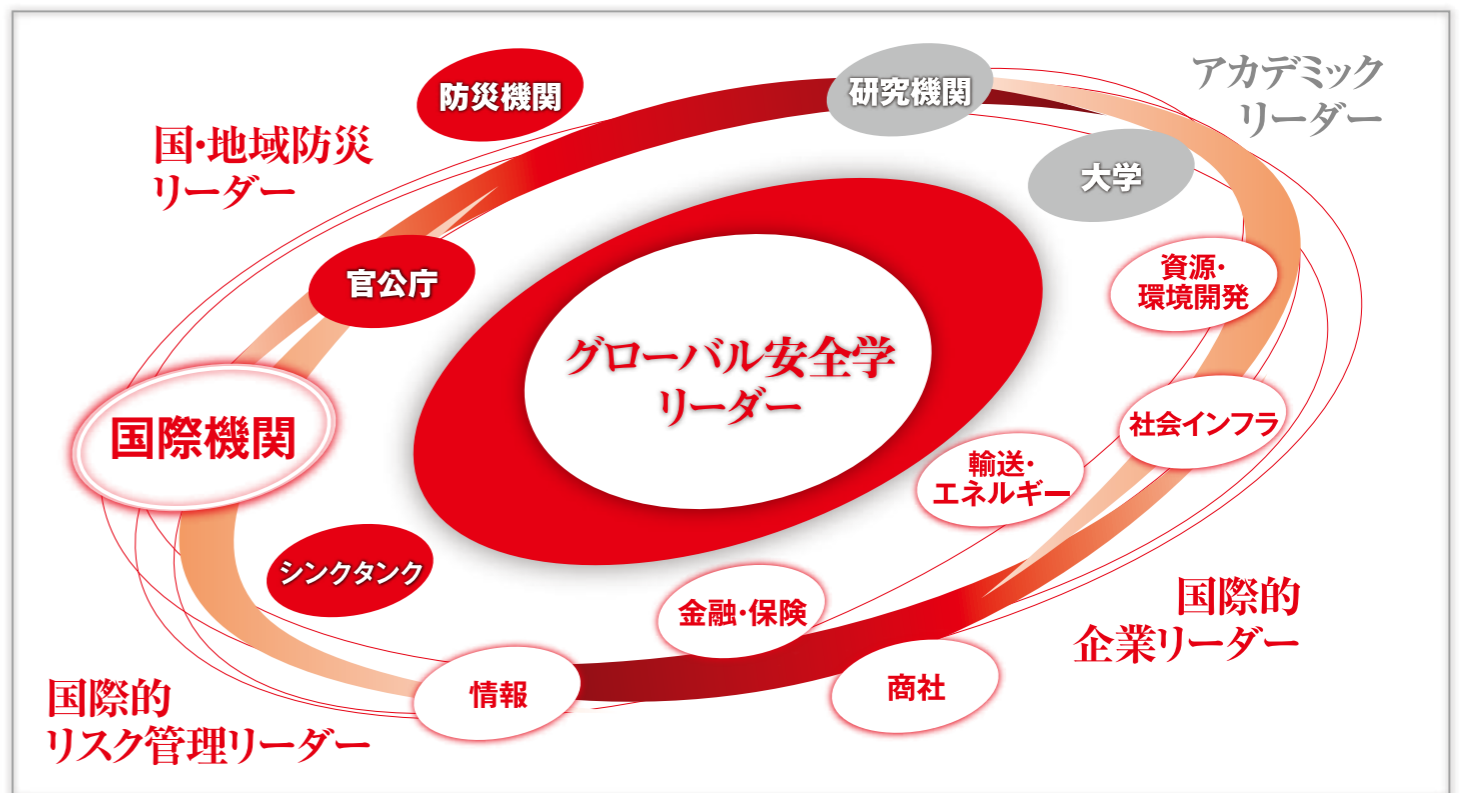 防災機関
研究機関
アカデミック
リーダー
国・地域防災
リーダー
大学
官公庁
資源・
環境開発
グローバル安全学
リーダー
国際機関
社会インフラ
輸送・
エネルギー
シンクタンク
金融・保険
国際的
企業リーダー
情報
商社
国際的
リスク管理リーダー